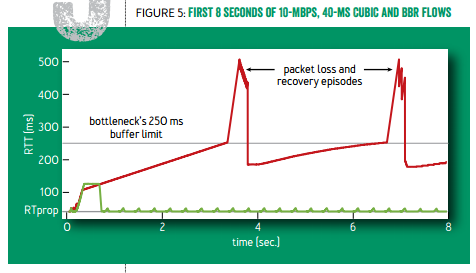 FIGURE 5: FIRST 8 SECONDS OF 10-MBPS, 40-MS CUBIC AND BBR FLOWS
500
400
300
200
100
RTprop
RTT (ms)
bottleneck's 250 ms
buffer limit
packet loss and
recovery episodes
0 2 4 6 8
time (sec.)